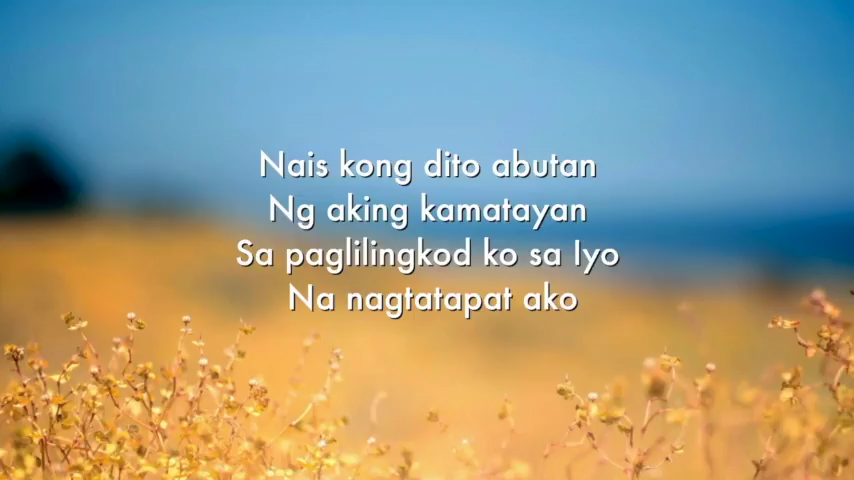 Nais kong dito abutan
Ng aking kamatayan
Sa paglilingkod ko sa Iyo
Na nagtatapat ako